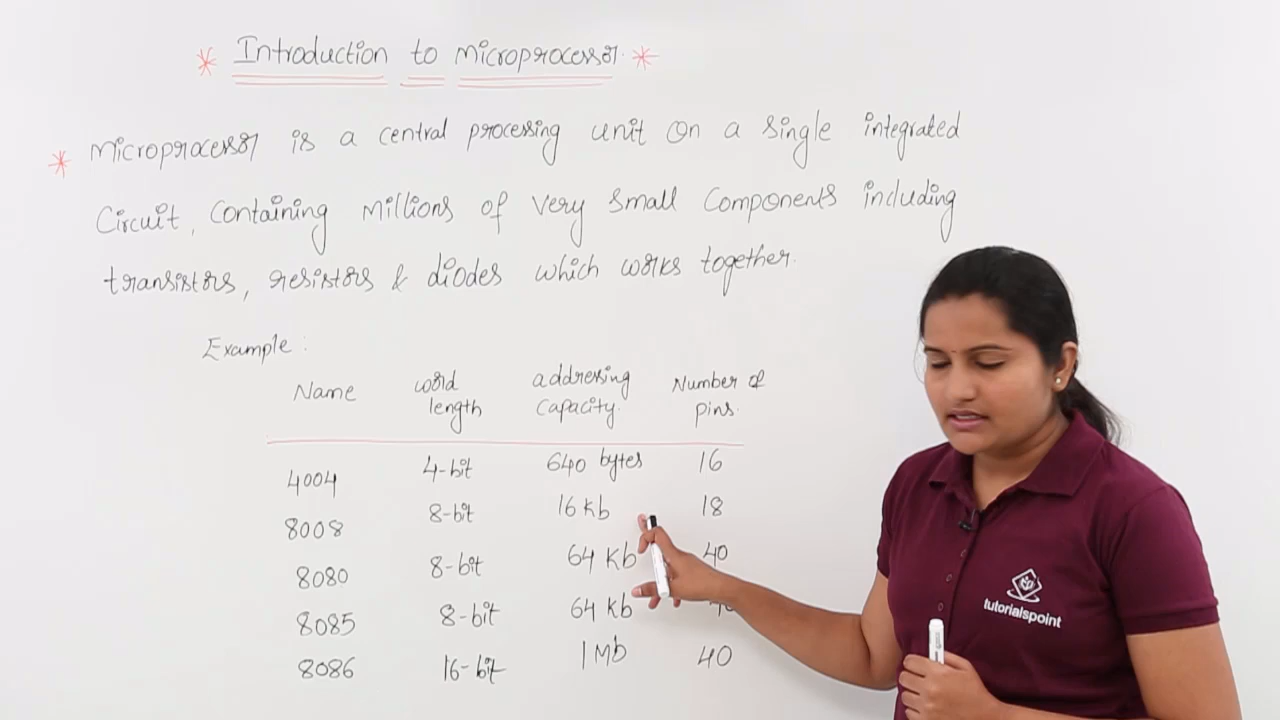 * Introduction to microprocessor. *
* Microprocessor is a central processing unit on a single integrated
Circuit, containing millions of very small components including
transistors, resistors & diodes which works together.
Example :
Name word length addressing capacity. Number of pins.
4004 4-bit 640 bytes 16
8008 8-bit 16 kb 18
8080 8-bit 64 kb 40
8085 8-bit 64 kb
8086 16-bit 1 Mb 40
tutorialspoint